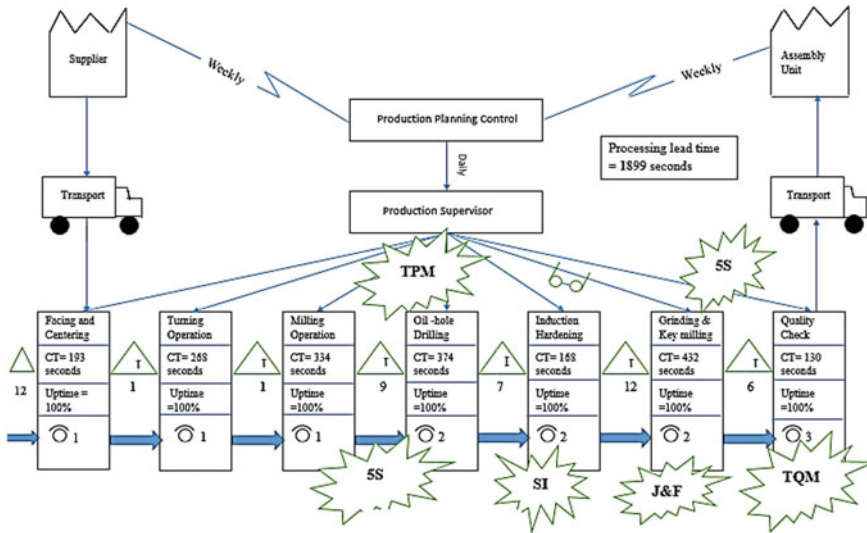 Supplier
Weekly
Production Planning Control
Weekly
Assembly
Unit
Daily
Processing lead time
= 1899 seconds
Transport
Production Supervisor
Transport
TPM
5S
Facing and
Centering
CT= 193
seconds
Uptime =
100%
1
Turning
Operation
CT= 268
seconds
Uptime
=100%
1
Milling
Operation
CT= 334
seconds
Uptime
=100%
1
Oil -hole
Drilling
CT= 374
seconds
Uptime
=100%
2
Induction
Hardening
CT= 168
seconds
Uptime
=100%
2
Grinding &
Key milling
CT= 432
seconds
Uptime
=100%
2
Quality
Check
CT= 130
seconds
Uptime
=100%
3
12
I
1
I
1
I
9
I
7
I
12
I
6
5S
SI
J&F
TQM